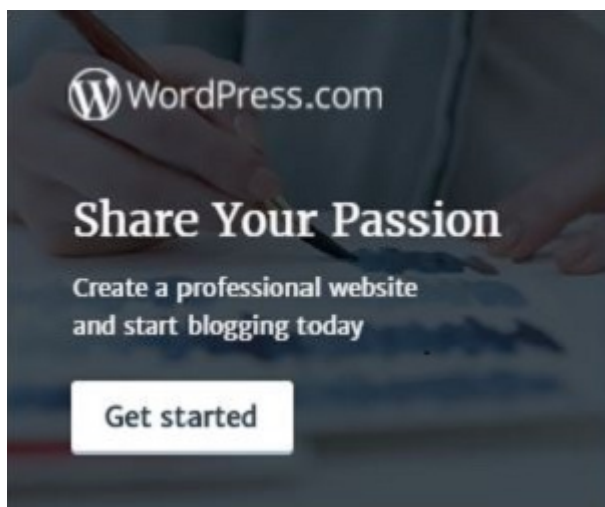 WordPress.com
Share Your Passion
Create a professional website
and start blogging today
Get started